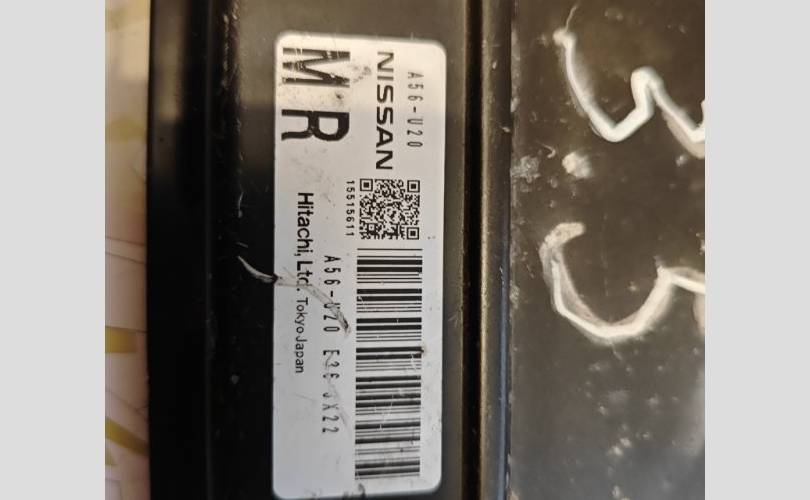 A56-U20
NISSAN
MR
15515611
A56-U20
Hitachi, Ltd. Tokyo Japan